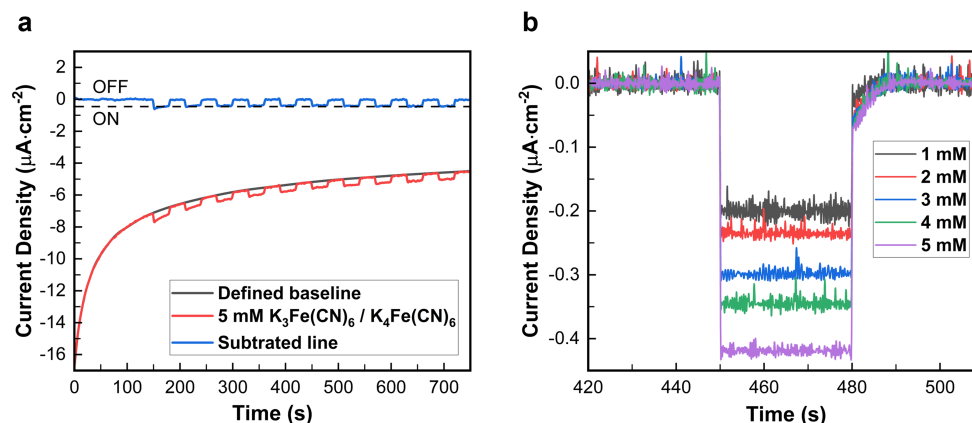 a
Current Density (μA·cm⁻²)
2
0
-2
-4
-6
-8
-10
-12
-14
-16
OFF
ON
Defined baseline
5 mM K₃Fe(CN)₆ / K₄Fe(CN)₆
Subtrated line
0 100 200 300 400 500 600 700
Time (s)
b
Current Density (μA·cm⁻²)
0.0
-0.1
-0.2
-0.3
-0.4
1 mM
2 mM
3 mM
4 mM
5 mM
420 440 460 480 500
Time (s)